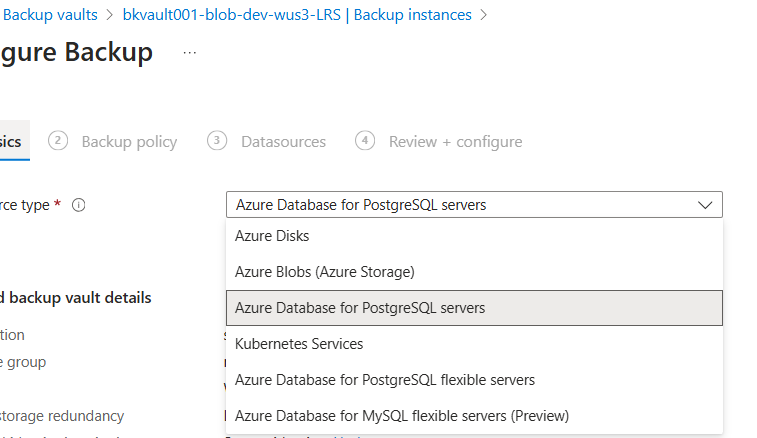 Backup vaults > bkvault001-blob-dev-wus3-LRS | Backup instances >
gure Backup ...
sics 2 Backup policy 3 Datasources 4 Review + configure
rce type * Azure Database for PostgreSQL servers
Azure Disks
Azure Blobs (Azure Storage)
d backup vault details
Azure Database for PostgreSQL servers
tion
Kubernetes Services
e group
Azure Database for PostgreSQL flexible servers
storage redundancy
Azure Database for MySQL flexible servers (Preview)